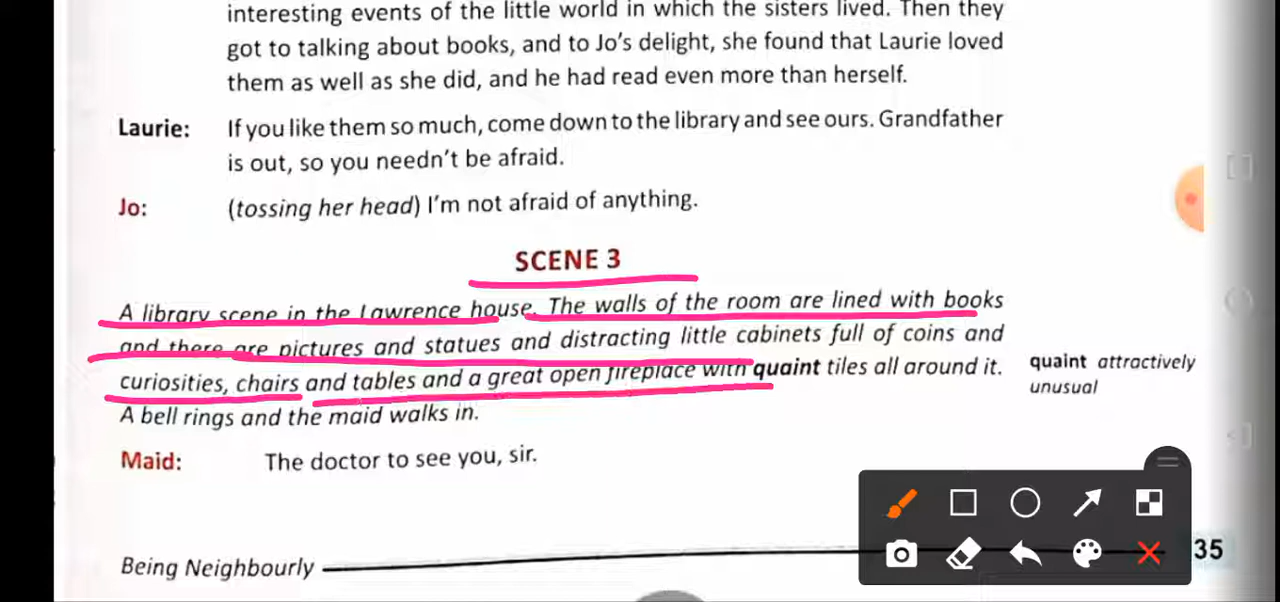 interesting events of the little world in which the sisters lived. Then they
got to talking about books, and to Jo's delight, she found that Laurie loved
them as well as she did, and he had read even more than herself.
Laurie: If you like them so much, come down to the library and see ours. Grandfather
is out, so you needn't be afraid.
Jo: (tossing her head) I'm not afraid of anything.
SCENE 3
A library scene in the Lawrence house. The walls of the room are lined with books
and there are pictures and statues and distracting little cabinets full of coins and
curiosities, chairs and tables and a great open fireplace with quaint tiles all around it.
A bell rings and the maid walks in.
quaint attractively
unusual
Maid: The doctor to see you, sir.
Being Neighbourly
35